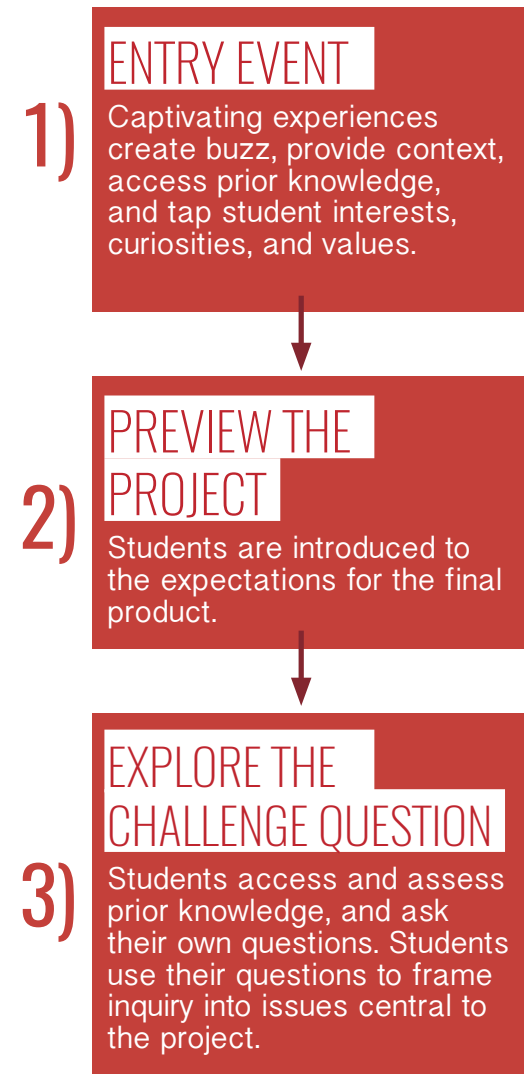 1)
ENTRY EVENT
Captivating experiences
create buzz, provide context,
access prior knowledge,
and tap student interests,
curiosities, and values.
2)
PREVIEW THE
PROJECT
Students are introduced to
the expectations for the final
product.
3)
EXPLORE THE
CHALLENGE QUESTION
Students access and assess
prior knowledge, and ask
their own questions. Students
use their questions to frame
inquiry into issues central to
the project.